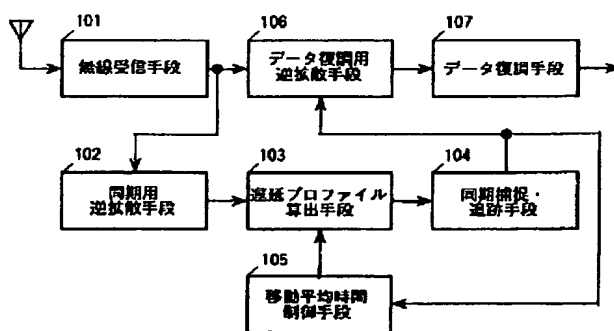 101
無線受信手段
106
データ復調用
逆拡散手段
107
データ復調手段
102
同期用
逆拡散手段
103
遅延プロファイル
算出手段
104
同期捕捉・
追跡手段
105
移動平均時間
制御手段